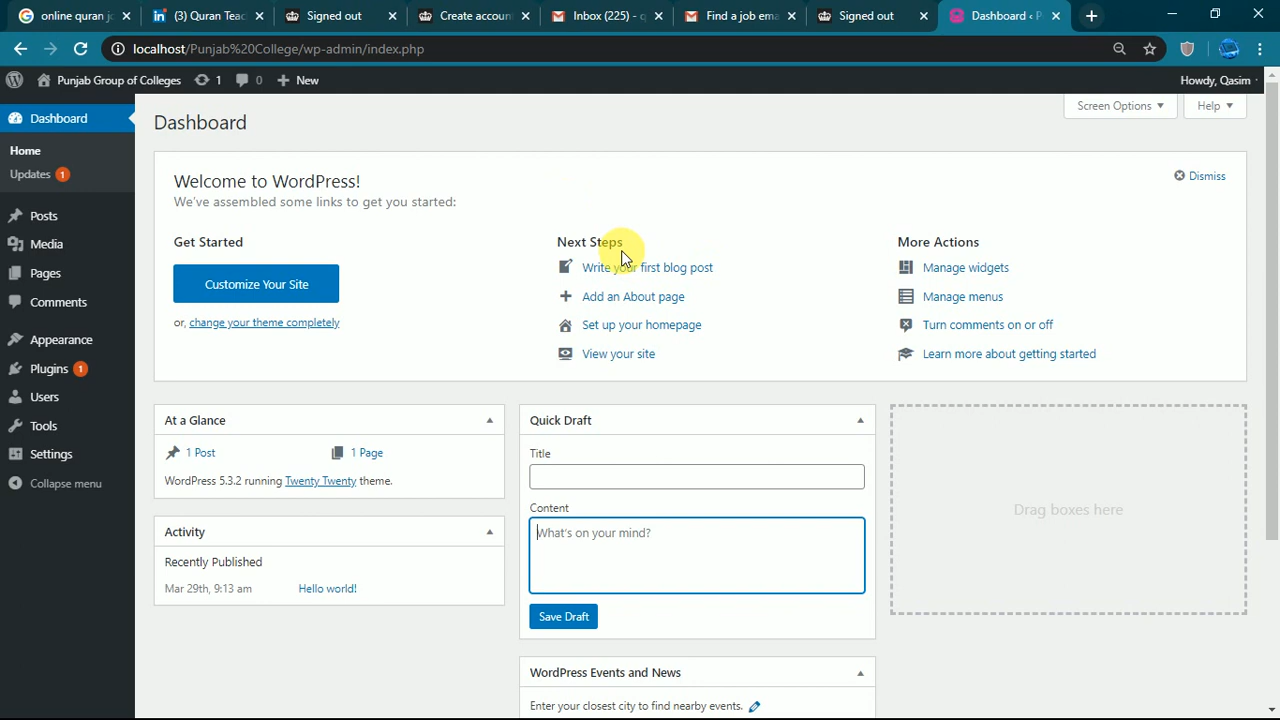 online quran jo
(3) Quran Teac
Signed out
Create accoun
Inbox (225) - q
Find a job ema
Signed out
Dashboard ‹ P
localhost/Punjab%20College/wp-admin/index.php
Punjab Group of Colleges
1
0
New
Howdy, Qasim
Dashboard
Home
Updates 1
Posts
Media
Pages
Comments
Appearance
Plugins 1
Users
Tools
Settings
Collapse menu
Screen Options
Help
Dashboard
Welcome to WordPress!
We've assembled some links to get you started:
Dismiss
Get Started
Customize Your Site
or, change your theme completely
Next Steps
Write your first blog post
Add an About page
Set up your homepage
View your site
More Actions
Manage widgets
Manage menus
Turn comments on or off
Learn more about getting started
At a Glance
1 Post
1 Page
WordPress 5.3.2 running Twenty Twenty theme.
Activity
Recently Published
Mar 29th, 9:13 am
Hello world!
Quick Draft
Title
Content
What's on your mind?
Save Draft
WordPress Events and News
Enter your closest city to find nearby events.
Drag boxes here